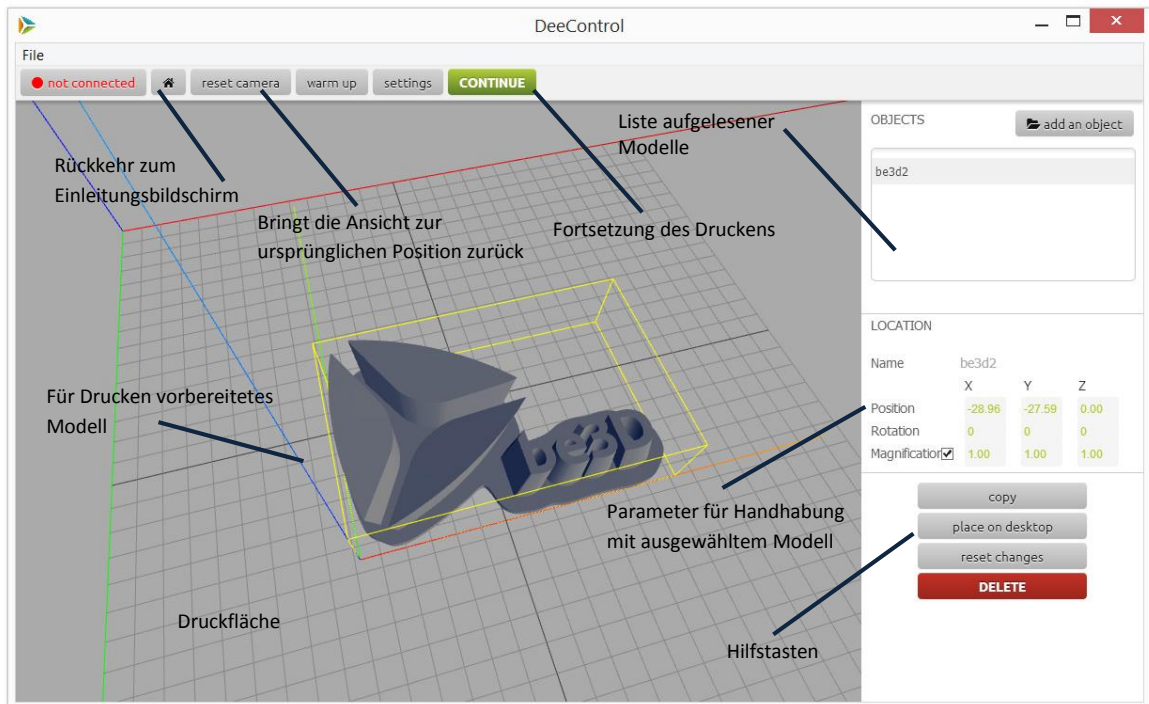 DeeControl
File
not connected
reset camera
warm up
settings
CONTINUE
Rückkehr zum
Einleitungsbildschirm
Bringt die Ansicht zur
ursprünglichen Position zurück
Fortsetzung des Druckens
Liste aufgelesener
Modelle
Für Drucken vorbereitetes
Modell
Parameter für Handhabung
mit ausgewähltem Modell
Druckfläche
Hilfstasten
be3D
OBJECTS
add an object
be3d2
LOCATION
Name be3d2
X Y Z
Position -28.96 -27.59 0.00
Rotation 0 0 0
Magnification 1.00 1.00 1.00
copy
place on desktop
reset changes
DELETE